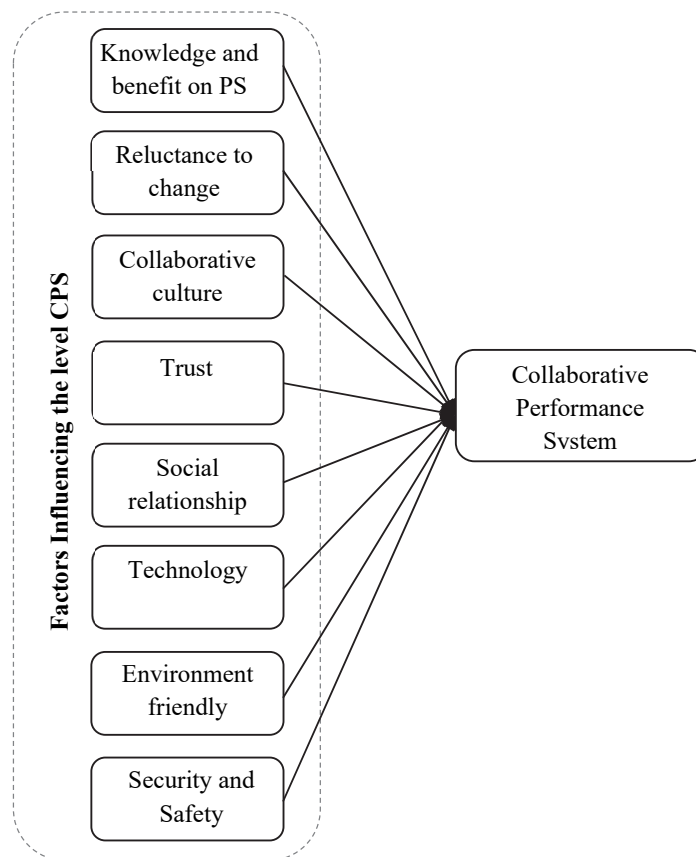 Knowledge and
benefit on PS
Reluctance to
change
Collaborative
culture
Trust
Social
relationship
Technology
Environment
friendly
Security and
Safety
Factors Influencing the level CPS
Collaborative
Performance
System